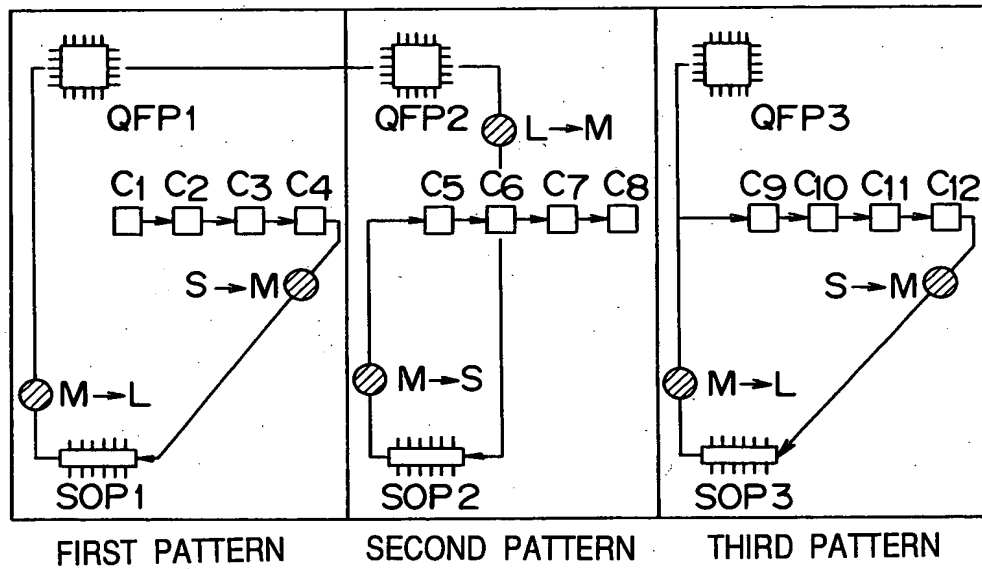 QFP1
C1 C2 C3 C4
S→M
M→L
SOP1
FIRST PATTERN
QFP2
L→M
C5 C6 C7 C8
M→S
SOP2
SECOND PATTERN
QFP3
C9 C10 C11 C12
S→M
M→L
SOP3
THIRD PATTERN